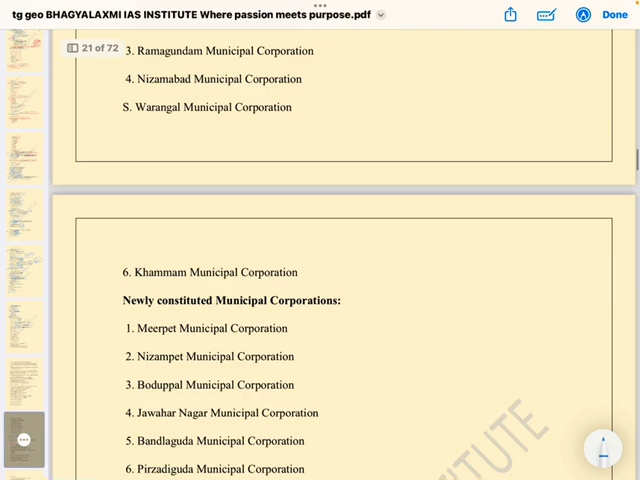 tg geo BHAGYALAXMI IAS INSTITUTE Where passion meets purpose.pdf
Done
21 of 72
3. Ramagundam Municipal Corporation
4. Nizamabad Municipal Corporation
S. Warangal Municipal Corporation
6. Khammam Municipal Corporation
Newly constituted Municipal Corporations:
1. Meerpet Municipal Corporation
2. Nizampet Municipal Corporation
3. Boduppal Municipal Corporation
4. Jawahar Nagar Municipal Corporation
5. Bandlaguda Municipal Corporation
6. Pirzadiguda Municipal Corporation